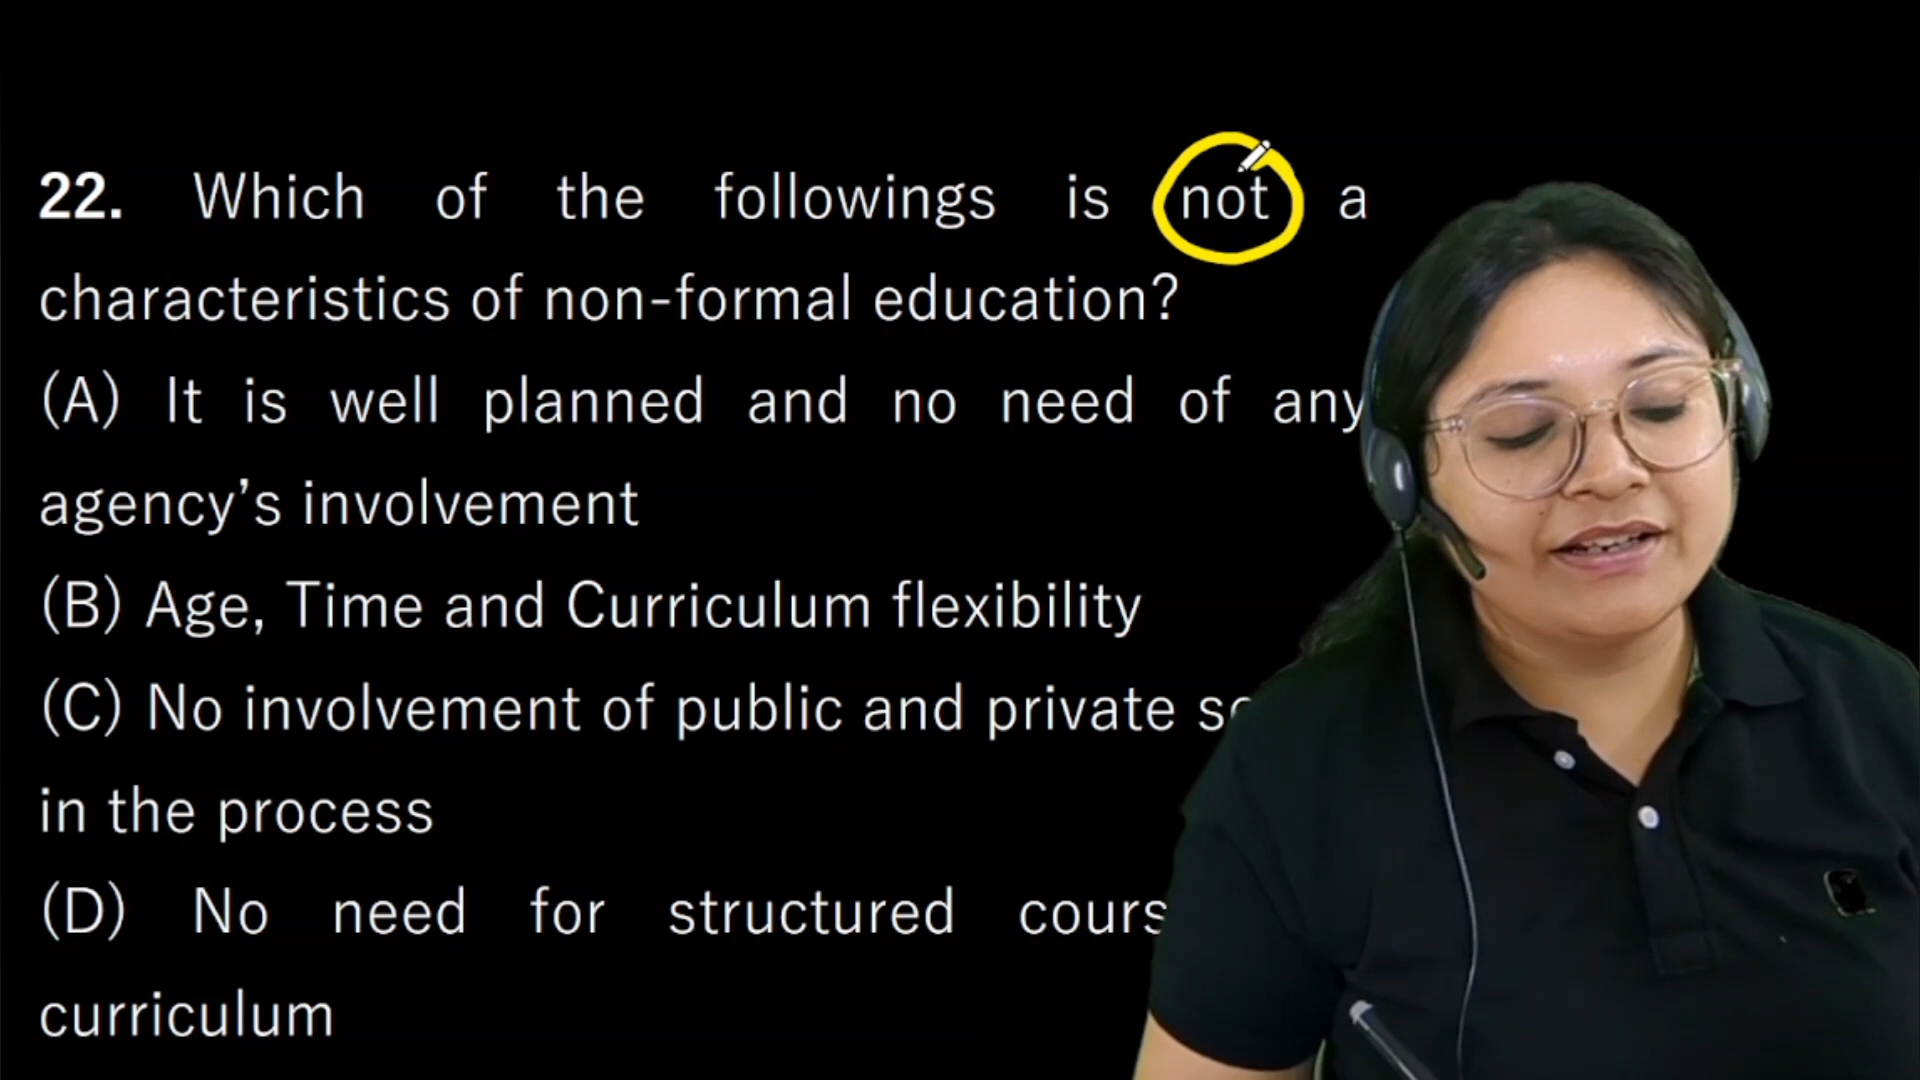 22. Which of the followings is not a
characteristics of non-formal education?
(A) It is well planned and no need of any
agency’s involvement
(B) Age, Time and Curriculum flexibility
(C) No involvement of public and private
in the process
(D) No need for structured
curriculum